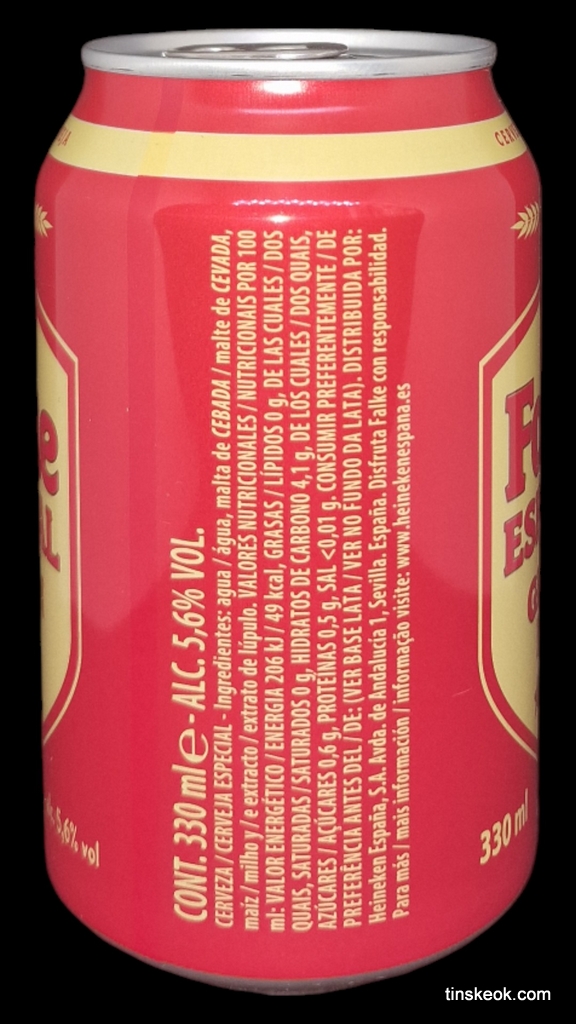 CONT. 330 ml e - ALC. 5,6% VOL.
CERVEZA / CERVEJA ESPECIAL - Ingredientes: agua / água, malta de CEBADA / malte de CEVADA,
maíz / milho y / e extracto / extrato de lúpulo. VALORES NUTRICIONALES / NUTRICIONAIS POR 100
ml: VALOR ENERGÉTICO / ENERGIA 206 kJ / 49 kcal, GRASAS / LÍPIDOS 0 g, DE LAS CUALES / DOS
QUAIS, SATURADAS / SATURADOS 0 g, HIDRATOS DE CARBONO 4,1 g, DE LOS CUALES / DOS QUAIS,
AZÚCARES / AÇÚCARES 0,6 g, PROTEÍNAS 0,5 g, SAL <0,01 g. CONSUMIR PREFERENTEMENTE / DE
PREFERÊNCIA ANTES DEL / DE: (VER BASE LATA / VER NO FUNDO DA LATA). DISTRIBUIDA POR:
Heineken España, S.A. Avda. de Andalucía 1, Sevilla. España. Disfruta Falke con responsabilidad.
Para más / mais información / informação visite: www.heinekenespana.es
5,6% vol
330 ml
tinskeok.com